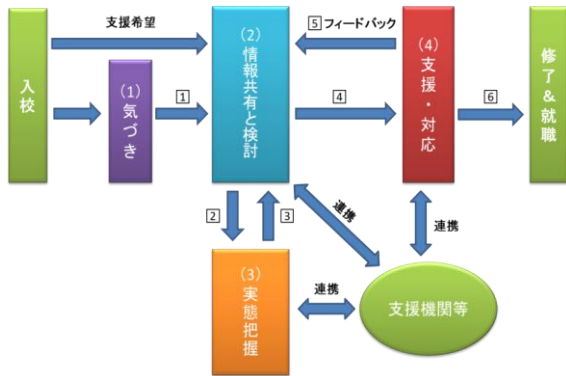 入校
支援希望
(1)気づき
1
(2)情報共有と検討
5 フィードバック
4
(4)支援・対応
6
修了&就職
2
3
連携
連携
(3)実態把握
連携
支援機関等